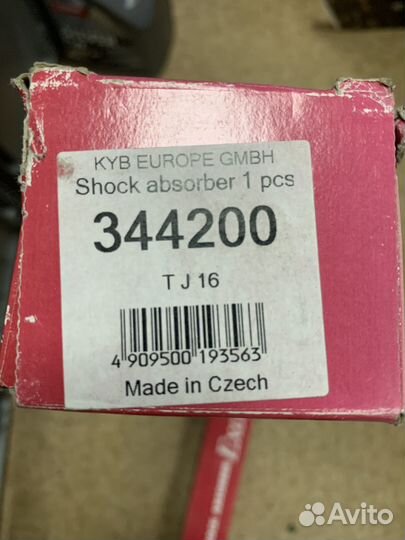 KYB EUROPE GMBH
Shock absorber 1 pcs
344200
T J 16
4 909500 193563
Made in Czech
Avito